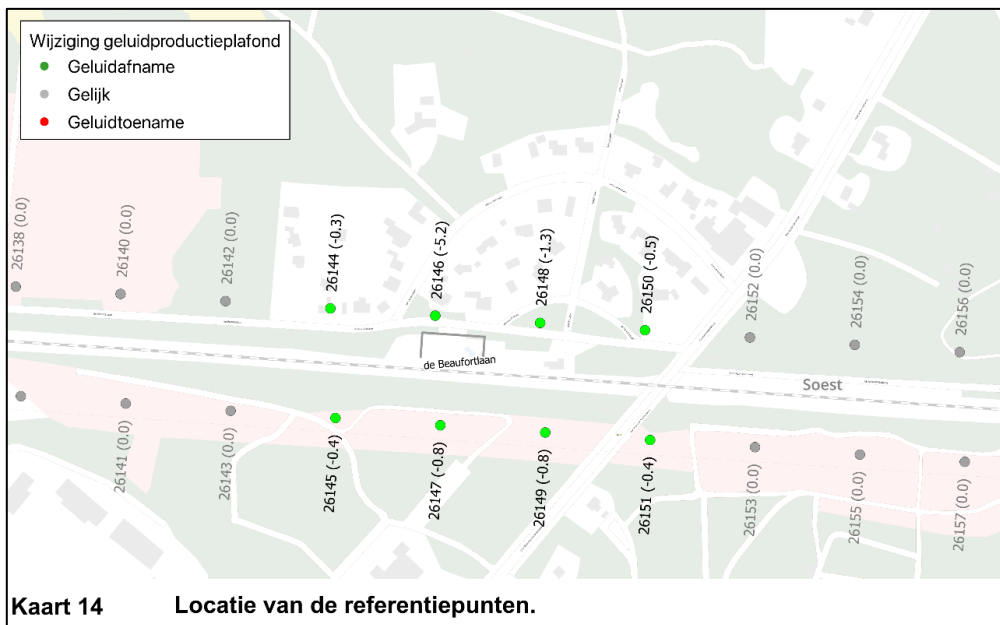 Wijziging geluidproductieplafond
Geluidafname
Gelijk
Geluidtoename
26138 (0.0)
26140 (0.0)
26142 (0.0)
26144 (-0.3)
26146 (-5.2)
26148 (-1.3)
26150 (-0.5)
26152 (0.0)
26154 (0.0)
26156 (0.0)
de Beaufortlaan
Soest
26141 (0.0)
26143 (0.0)
26145 (-0.4)
26147 (-0.8)
26149 (-0.8)
26151 (-0.4)
26153 (0.0)
26155 (0.0)
26157 (0.0)
Kaart 14 Locatie van de referentiepunten.